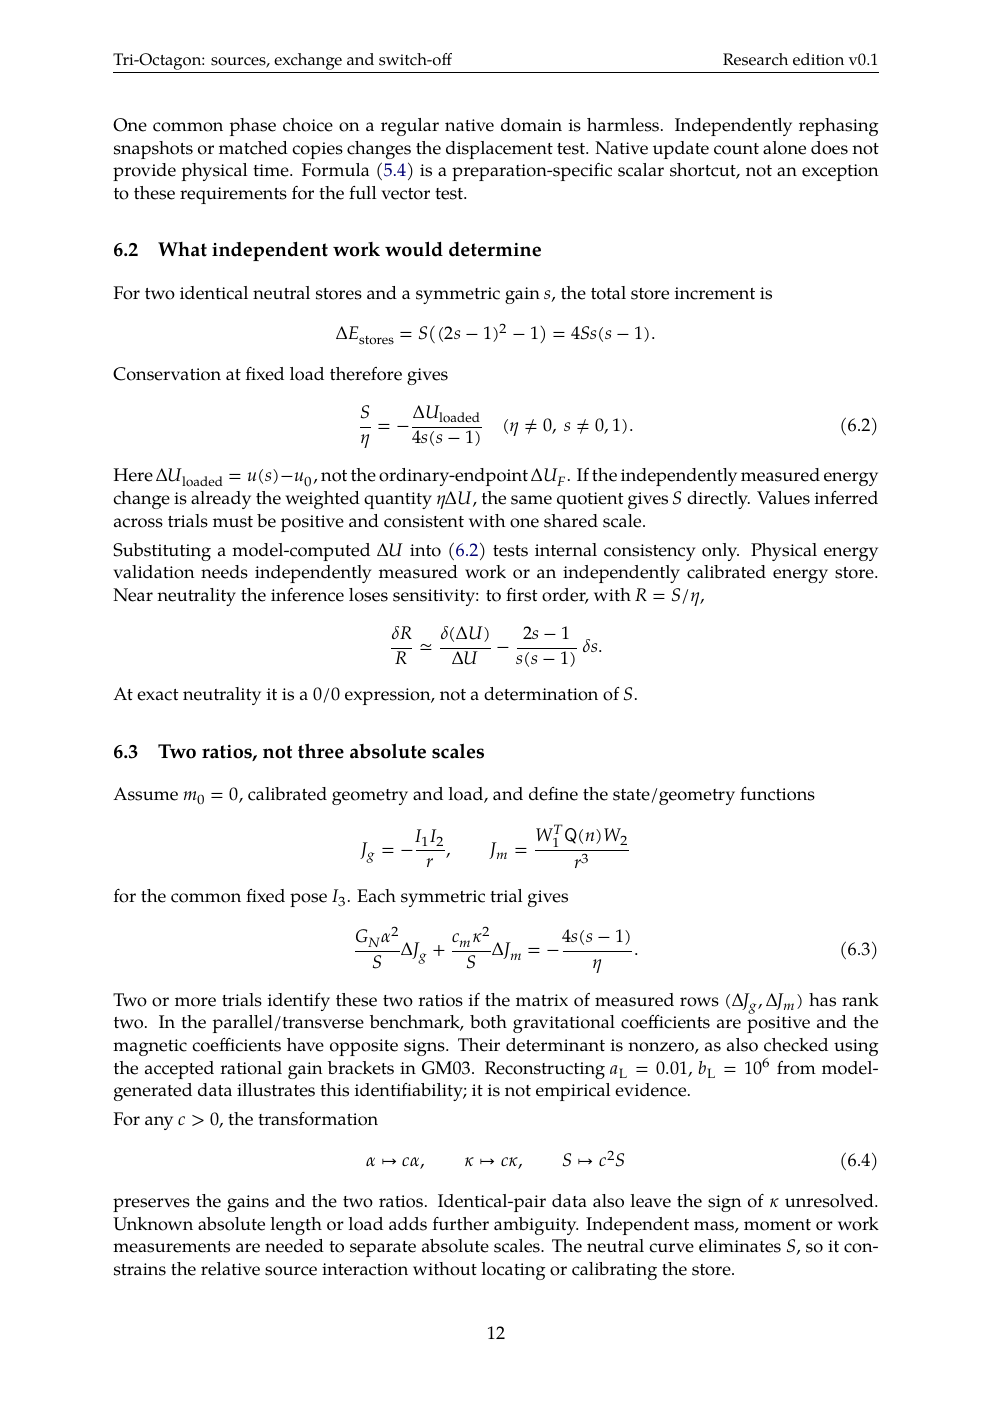 Tri-Octagon: sources, exchange and switch-off Research edition v0.1
One common phase choice on a regular native domain is harmless. Independently rephasing
snapshots or matched copies changes the displacement test. Native update count alone does not
provide physical time. Formula (5.4) is a preparation-specific scalar shortcut, not an exception
to these requirements for the full vector test.
6.2 What independent work would determine
For two identical neutral stores and a symmetric gain s, the total store increment is
ΔE_stores = S((2s − 1)² − 1) = 4Ss(s − 1).
Conservation at fixed load therefore gives
S/η = − ΔU_loaded / 4s(s − 1) (η ≠ 0, s ≠ 0, 1). (6.2)
Here ΔU_loaded = u(s)−u₀, not the ordinary-endpoint ΔU_F. If the independently measured energy
change is already the weighted quantity ηΔU, the same quotient gives S directly. Values inferred
across trials must be positive and consistent with one shared scale.
Substituting a model-computed ΔU into (6.2) tests internal consistency only. Physical energy
validation needs independently measured work or an independently calibrated energy store.
Near neutrality the inference loses sensitivity: to first order, with R = S/η,
δR/R ≃ δ(ΔU)/ΔU − (2s − 1)/s(s − 1) δs.
At exact neutrality it is a 0/0 expression, not a determination of S.
6.3 Two ratios, not three absolute scales
Assume m₀ = 0, calibrated geometry and load, and define the state/geometry functions
J_g = − I₁I₂/r, J_m = W₁ᵀQ(n)W₂/r³
for the common fixed pose I₃. Each symmetric trial gives
G_Nα²/S ΔJ_g + c_mκ²/S ΔJ_m = − 4s(s − 1)/η. (6.3)
Two or more trials identify these two ratios if the matrix of measured rows (ΔJ_g, ΔJ_m) has rank
two. In the parallel/transverse benchmark, both gravitational coefficients are positive and the
magnetic coefficients have opposite signs. Their determinant is nonzero, as also checked using
the accepted rational gain brackets in GM03. Reconstructing a_L = 0.01, b_L = 10⁶ from model-
generated data illustrates this identifiability; it is not empirical evidence.
For any c > 0, the transformation
α ↦ cα, κ ↦ cκ, S ↦ c²S (6.4)
preserves the gains and the two ratios. Identical-pair data also leave the sign of κ unresolved.
Unknown absolute length or load adds further ambiguity. Independent mass, moment or work
measurements are needed to separate absolute scales. The neutral curve eliminates S, so it con-
strains the relative source interaction without locating or calibrating the store.
12